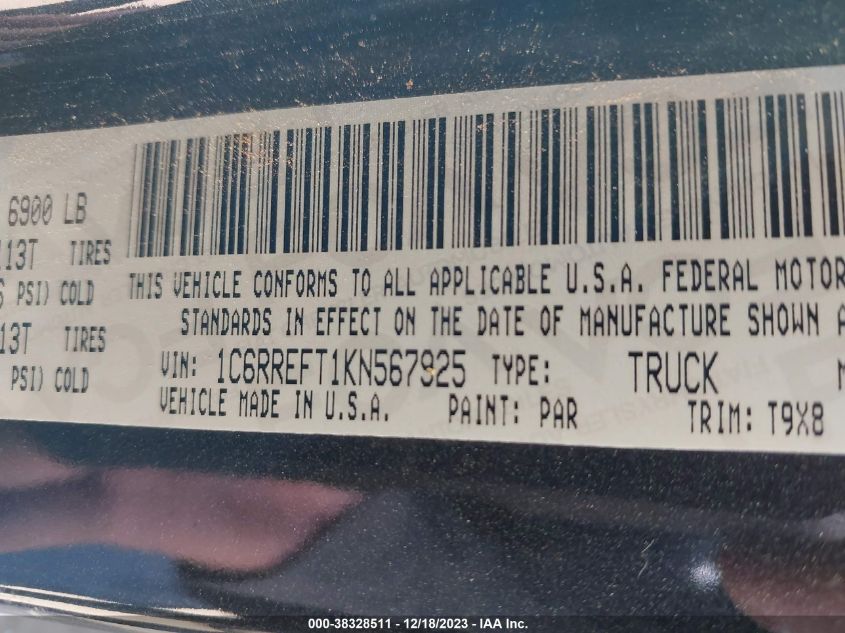 6900 LB
13T TIRES
PSI) COLD
13T TIRES
PSI) COLD
THIS VEHICLE CONFORMS TO ALL APPLICABLE U.S.A. FEDERAL MOTOR
STANDARDS IN EFFECT ON THE DATE OF MANUFACTURE SHOWN A
VIN: 1C6RREFT1KN567925 TYPE: TRUCK
VEHICLE MADE IN U.S.A. PAINT: PAR TRIM: T9X8
000-38328511 - 12/18/2023 - IAA Inc.